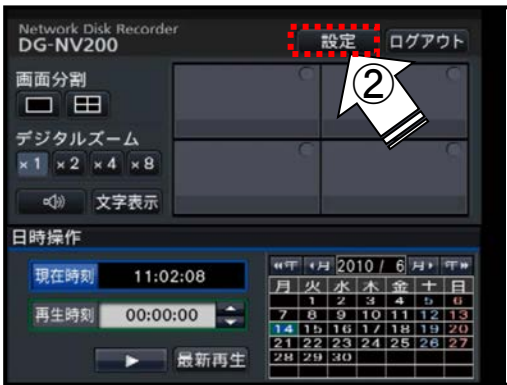 Network Disk Recorder
DG-NV200
設定 ログアウト
②
画面分割
デジタルズーム
×1 ×2 ×4 ×8
文字表示
日時操作
現在時刻 11:02:08
再生時刻 00:00:00
最新再生
年 月 2010 / 6 月 年
月 火 水 木 金 土 日
1 2 3 4 5 6
7 8 9 10 11 12 13
14 15 16 17 18 19 20
21 22 23 24 25 26 27
28 29 30